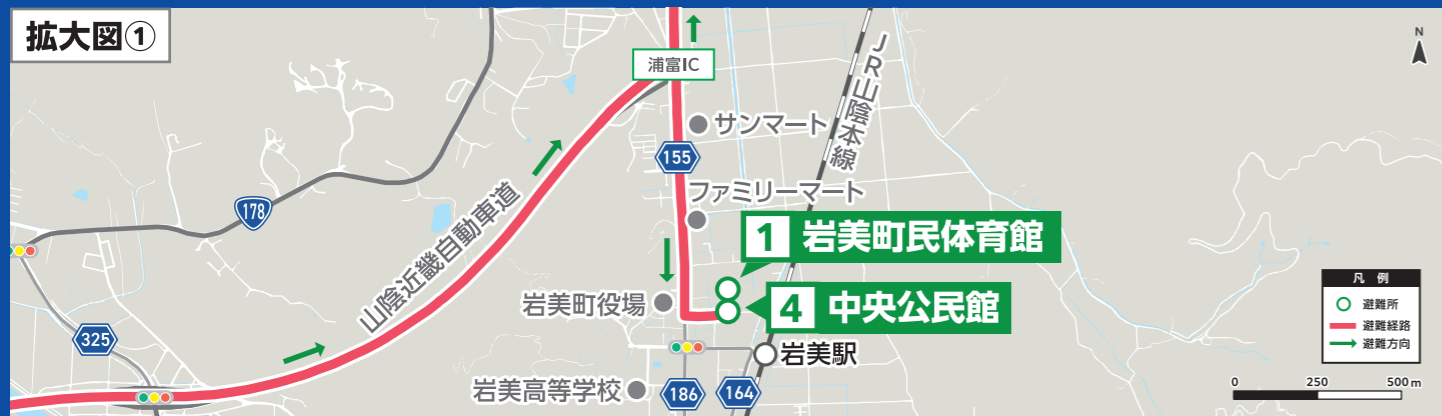 拡大図①
N
浦富IC
JR山陰本線
サンマート
155
ファミリーマート
178
山陰近畿自動車道
1 岩美町民体育館
4 中央公民館
岩美町役場
凡 例
避難所
避難経路
避難方向
325
岩美駅
岩美高等学校
186
164
0 250 500m